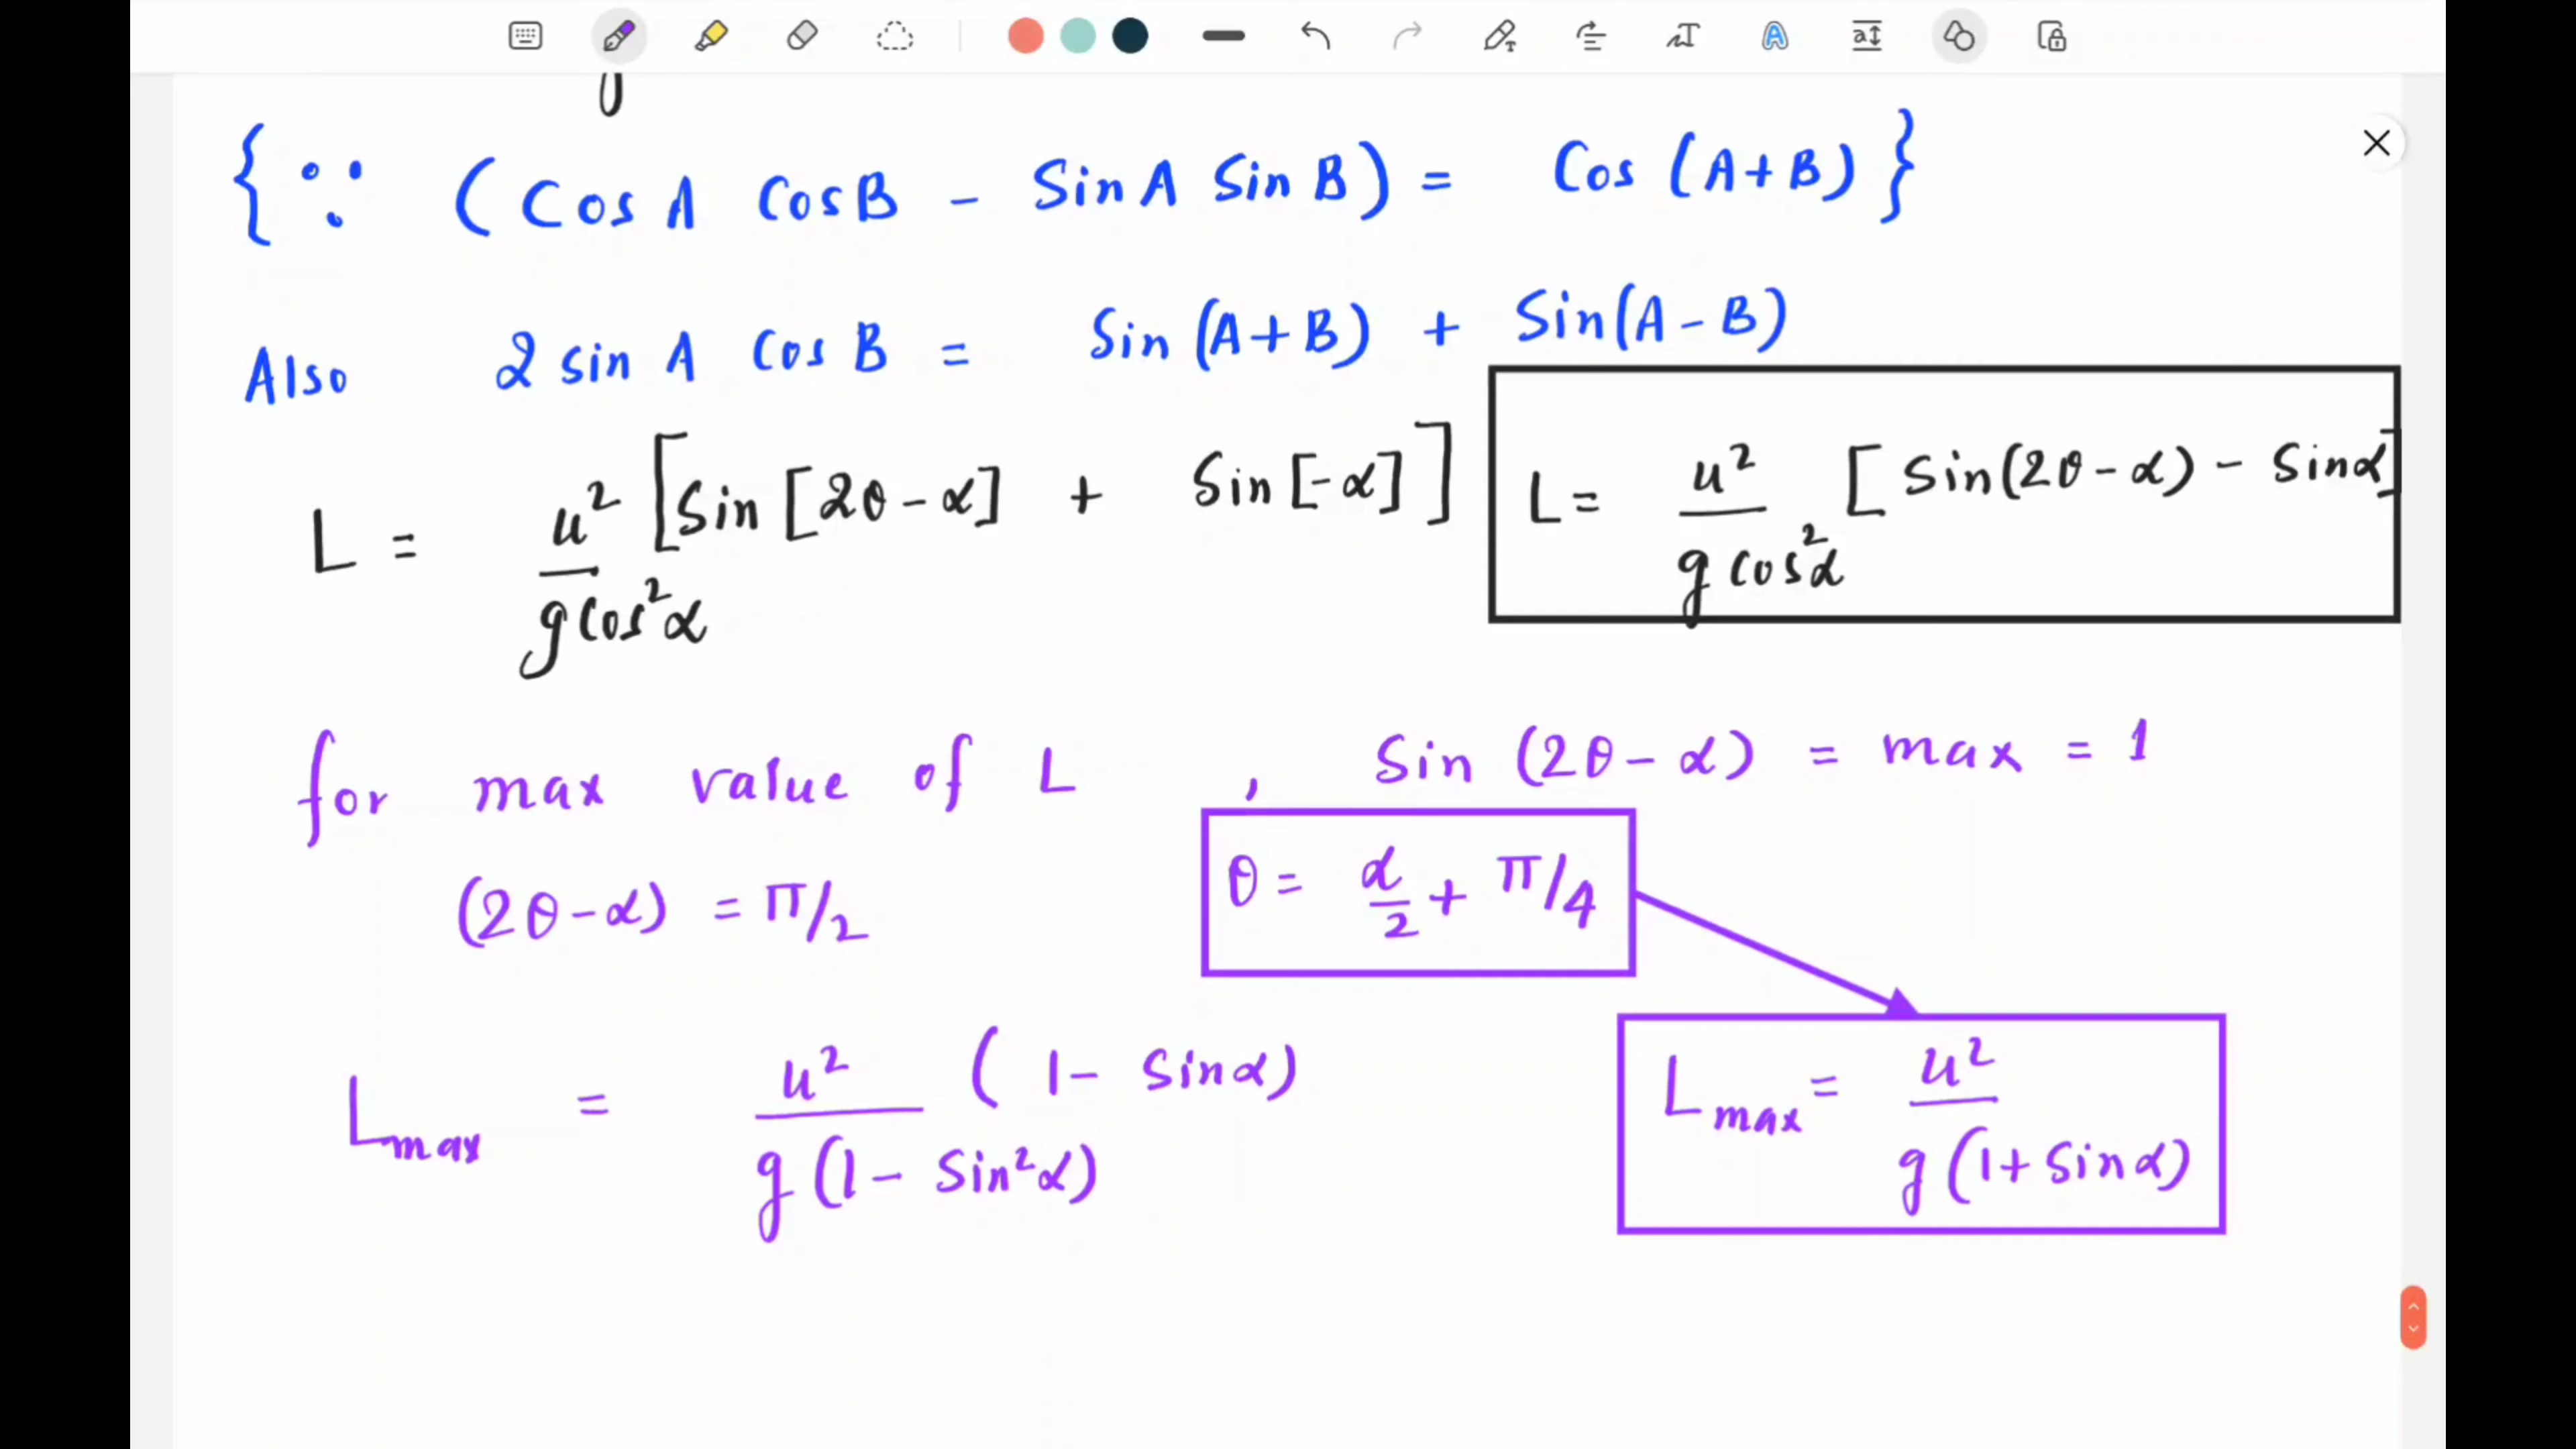 {∵ (Cos A Cos B - Sin A Sin B) = Cos (A+B)}
Also 2 sin A Cos B = Sin (A+B) + Sin(A-B)
L = u²/g cos²α [Sin [2θ-α] + Sin [-α]]
L = u²/g cos²α [Sin(2θ-α) - Sinα]
for max value of L , Sin (2θ-α) = max = 1
(2θ-α) = π/2
θ = α/2 + π/4
Lmax = u² (1 - Sinα) / g (1 - Sin²α)
Lmax = u² / g (1 + Sin α)